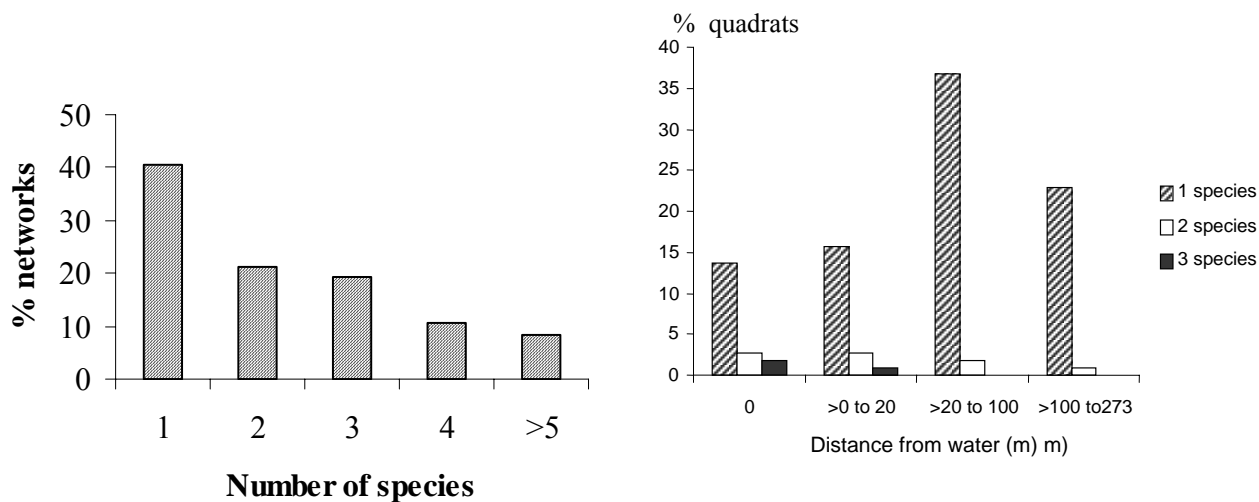 % networks
50
40
30
20
10
0
1 2 3 4 >5
Number of species
% quadrats
40
35
30
25
20
15
10
5
0
0 >0 to 20 >20 to 100 >100 to273
Distance from water (m) m)
1 species
2 species
3 species